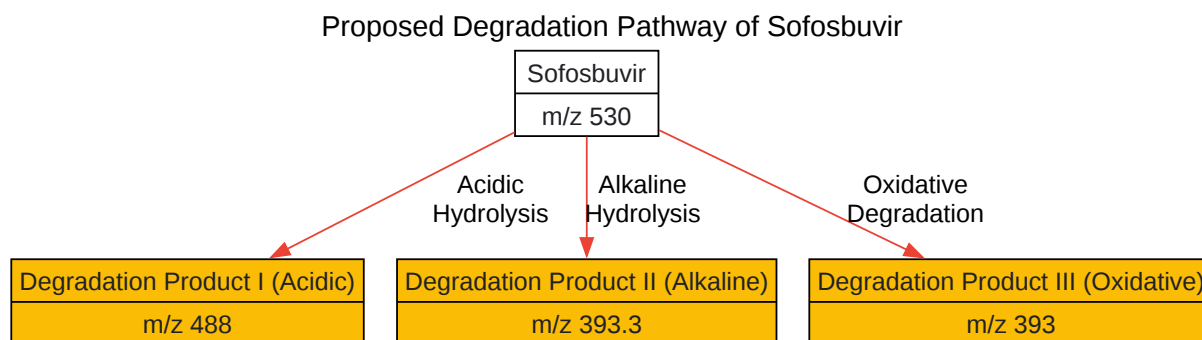 Proposed Degradation Pathway of Sofosbuvir
Sofosbuvir
m/z 530
Acidic
Hydrolysis
Alkaline
Hydrolysis
Oxidative
Degradation
Degradation Product I (Acidic)
m/z 488
Degradation Product II (Alkaline)
m/z 393.3
Degradation Product III (Oxidative)
m/z 393